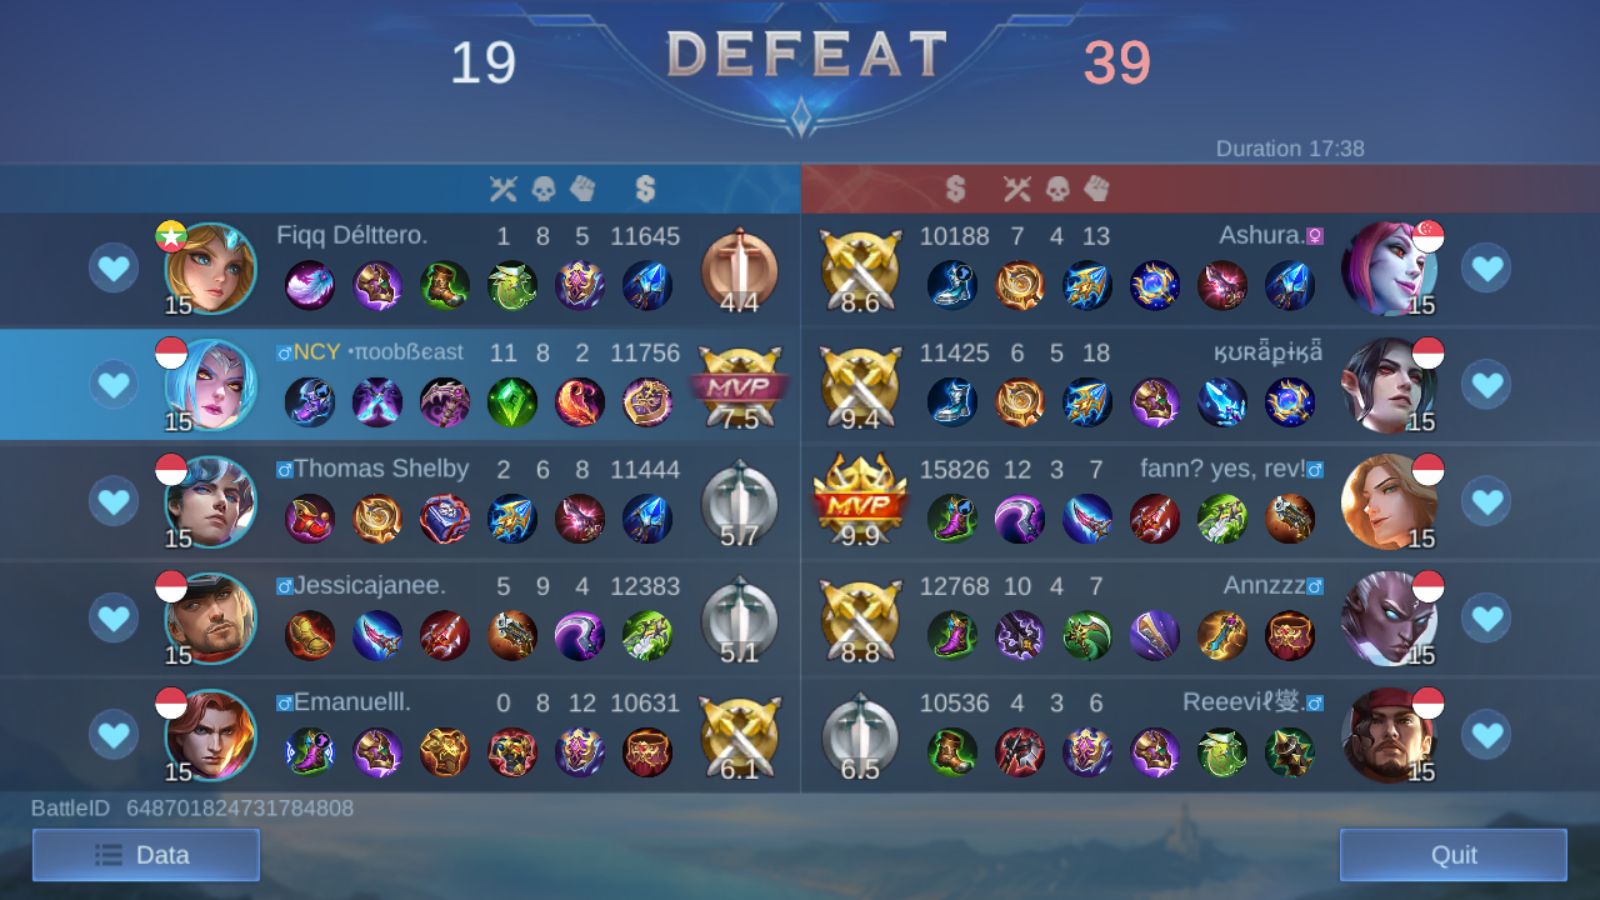 19 DEFEAT 39
Duration 17:38
Fiqq Délttero. 1 8 5 11645 4.4 15
8.6 10188 7 4 13 Ashura. 15
NCY •πoobßєast 11 8 2 11756 MVP 7.5 15
9.4 11425 6 5 18 15
Thomas Shelby 2 6 8 11444 5.7 15
MVP 9.9 15826 12 3 7 fann? yes, rev! 15
Jessicajanee. 5 9 4 12383 5.1 15
8.8 12768 10 4 7 Annzzz 15
Emanuelll. 0 8 12 10631 6.1 15
6.5 10536 4 3 6 15
BattleID 648701824731784808
Data
Quit